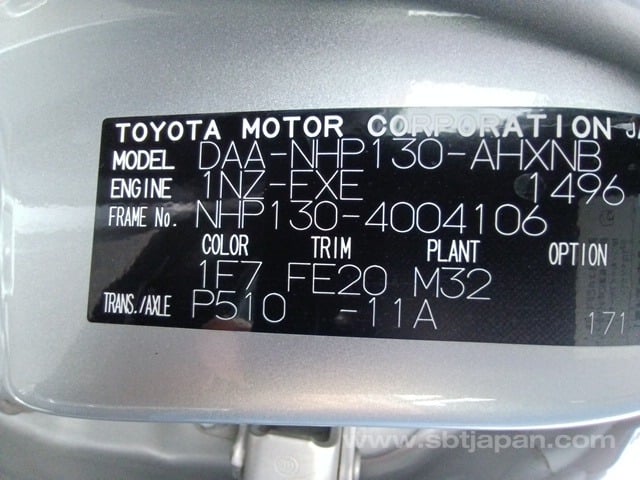 TOYOTA MOTOR CORPORATION JA
MODEL DAA-NHP130-AHXNB
ENGINE 1NZ-FXE 1496
FRAME No. NHP130-4004106
COLOR TRIM PLANT OPTION
1F7 FE20 M32
TRANS./AXLE P510 -11A 171
www.sbtjapan.com